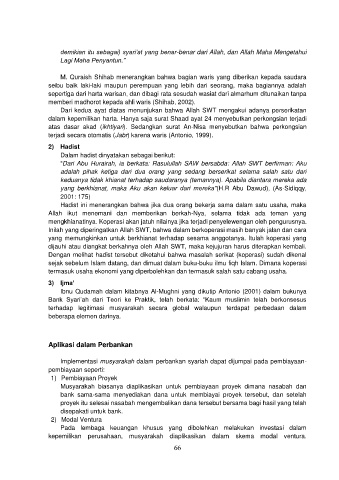 demikian itu sebagai) syari'at yang benar-benar dari Allah, dan Allah Maha Mengetahui
Lagi Maha Penyantun."
M. Quraish Shihab menerangkan bahwa bagian waris yang diberikan kepada saudara
seibu baik laki-laki maupun perempuan yang lebih dari seorang, maka bagiannya adalah
sepertiga dari harta warisan, dan dibagi rata sesudah wasiat dari almarhum ditunaikan tanpa
memberi madhorot kepada ahli waris (Shihab, 2002).
Dari kedua ayat diatas menunjukan bahwa Allah SWT mengakui adanya perserikatan
dalam kepemilikan harta. Hanya saja surat Shaad ayat 24 menyebutkan perkongsian terjadi
atas dasar akad (Ikhtiyari). Sedangkan surat An-Nisa menyebutkan bahwa perkongsian
terjadi secara otomatis (Jabr) karena waris (Antonio, 1999).
2) Hadist
Dalam hadist dinyatakan sebagai berikut:
"Dari Abu Hurairah, ia berkata: Rasulullah SAW bersabda: Allah SWT berfirman: Aku
adalah pihak ketiga dari dua orang yang sedang berserikat selama salah satu dari
keduanya tidak khianat terhadap saudaranya (temannya). Apabila diantara mereka ada
yang berkhianat, maka Aku akan keluar dari mereka"(H.R Abu Dawud). (As-Sidiqqy,
2001: 175)
Hadist ini menerangkan bahwa jika dua orang bekerja sama dalam satu usaha, maka
Allah ikut menemani dan memberikan berkah-Nya, selama tidak ada teman yang
mengkhianatinya. Koperasi akan jatuh nilainya jika terjadi penyelewengan oleh pengurusnya.
Inilah yang diperingatkan Allah SWT, bahwa dalam berkoperasi masih banyak jalan dan cara
yang memungkinkan untuk berkhianat terhadap sesama anggotanya. Itulah koperasi yang
dijauhi atau diangkat berkahnya oleh Allah SWT, maka kejujuran harus diterapkan kembali.
Dengan melihat hadist tersebut diketahui bahwa masalah serikat (koperasi) sudah dikenal
sejak sebelum Islam datang, dan dimuat dalam buku-buku ilmu fiqh Islam. Dimana koperasi
termasuk usaha ekonomi yang diperbolehkan dan termasuk salah satu cabang usaha.
3) Ijma'
Ibnu Qudamah dalam kitabnya Al-Mughni yang dikutip Antonio (2001) dalam bukunya
Bank Syari'ah dari Teori ke Praktik, telah berkata: "Kaum muslimin telah berkonsesus
terhadap legitimasi musyarakah secara global walaupun terdapat perbedaan dalam
beberapa elemen darinya.
Aplikasi dalam Perbankan
Implementasi musyarakah dalam perbankan syariah dapat dijumpai pada pembiayaan-
pembiayaan seperti:
1) Pembiayaan Proyek
Musyarakah biasanya diaplikasikan untuk pembiayaan proyek dimana nasabah dan
bank sama-sama menyediakan dana untuk membiayai proyek tersebut, dan setelah
proyek itu selesai nasabah mengembalikan dana tersebut bersama bagi hasil yang telah
disepakati untuk bank.
2) Modal Ventura
Pada lembaga keuangan khusus yang dibolehkan melakukan investasi dalam
kepemilikan perusahaan, musyarakah diaplikasikan dalam skema modal ventura.
66